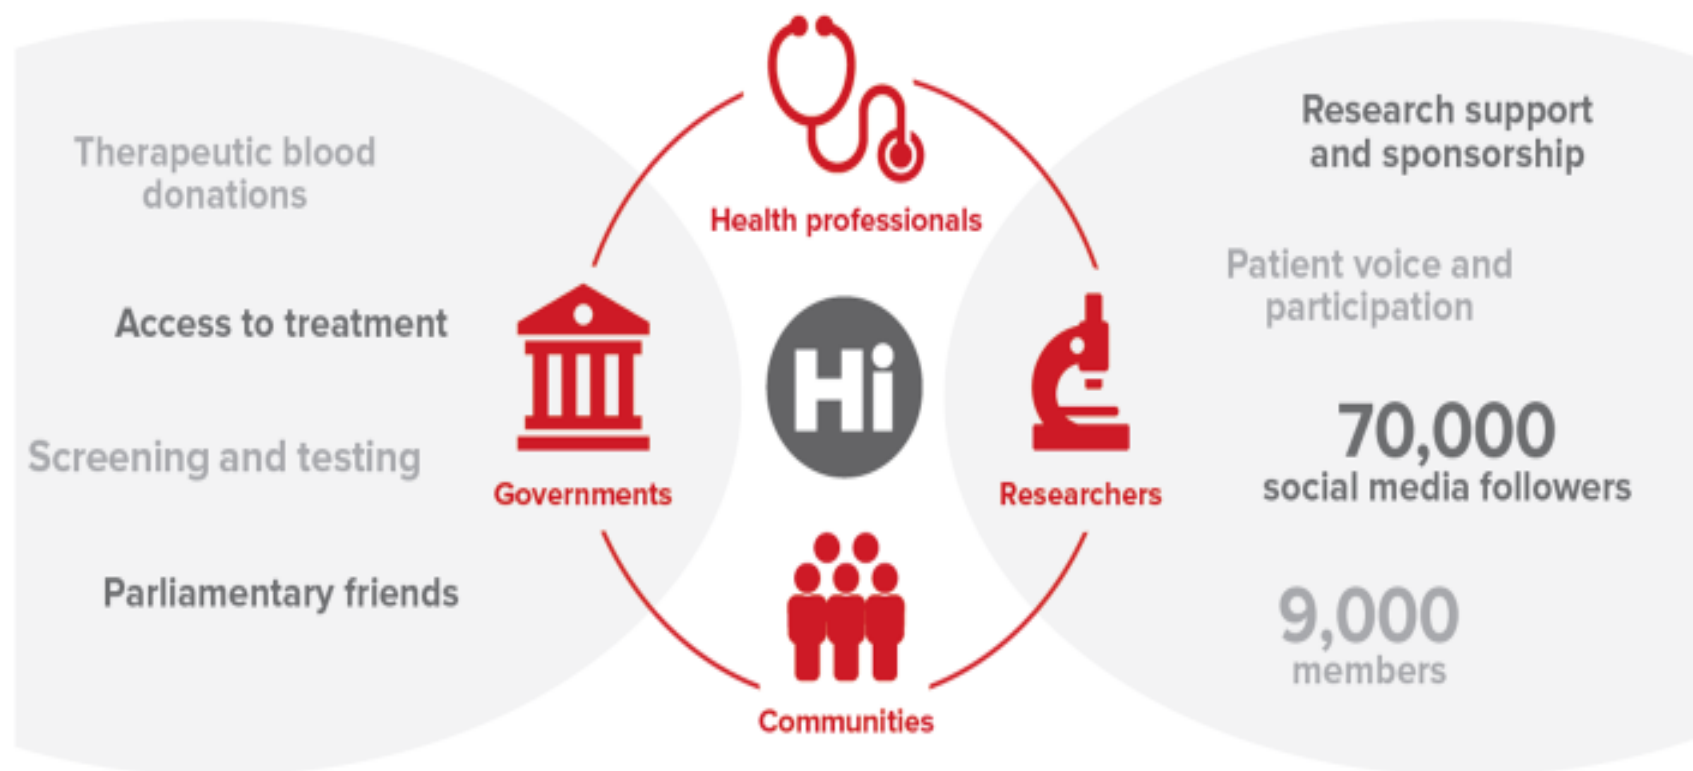 Therapeutic blood
donations
Access to treatment
Screening and testing
Parliamentary friends
Health professionals
Hi
Governments
Researchers
Communities
Research support
and sponsorship
Patient voice and
participation
70,000
social media followers
9,000
members